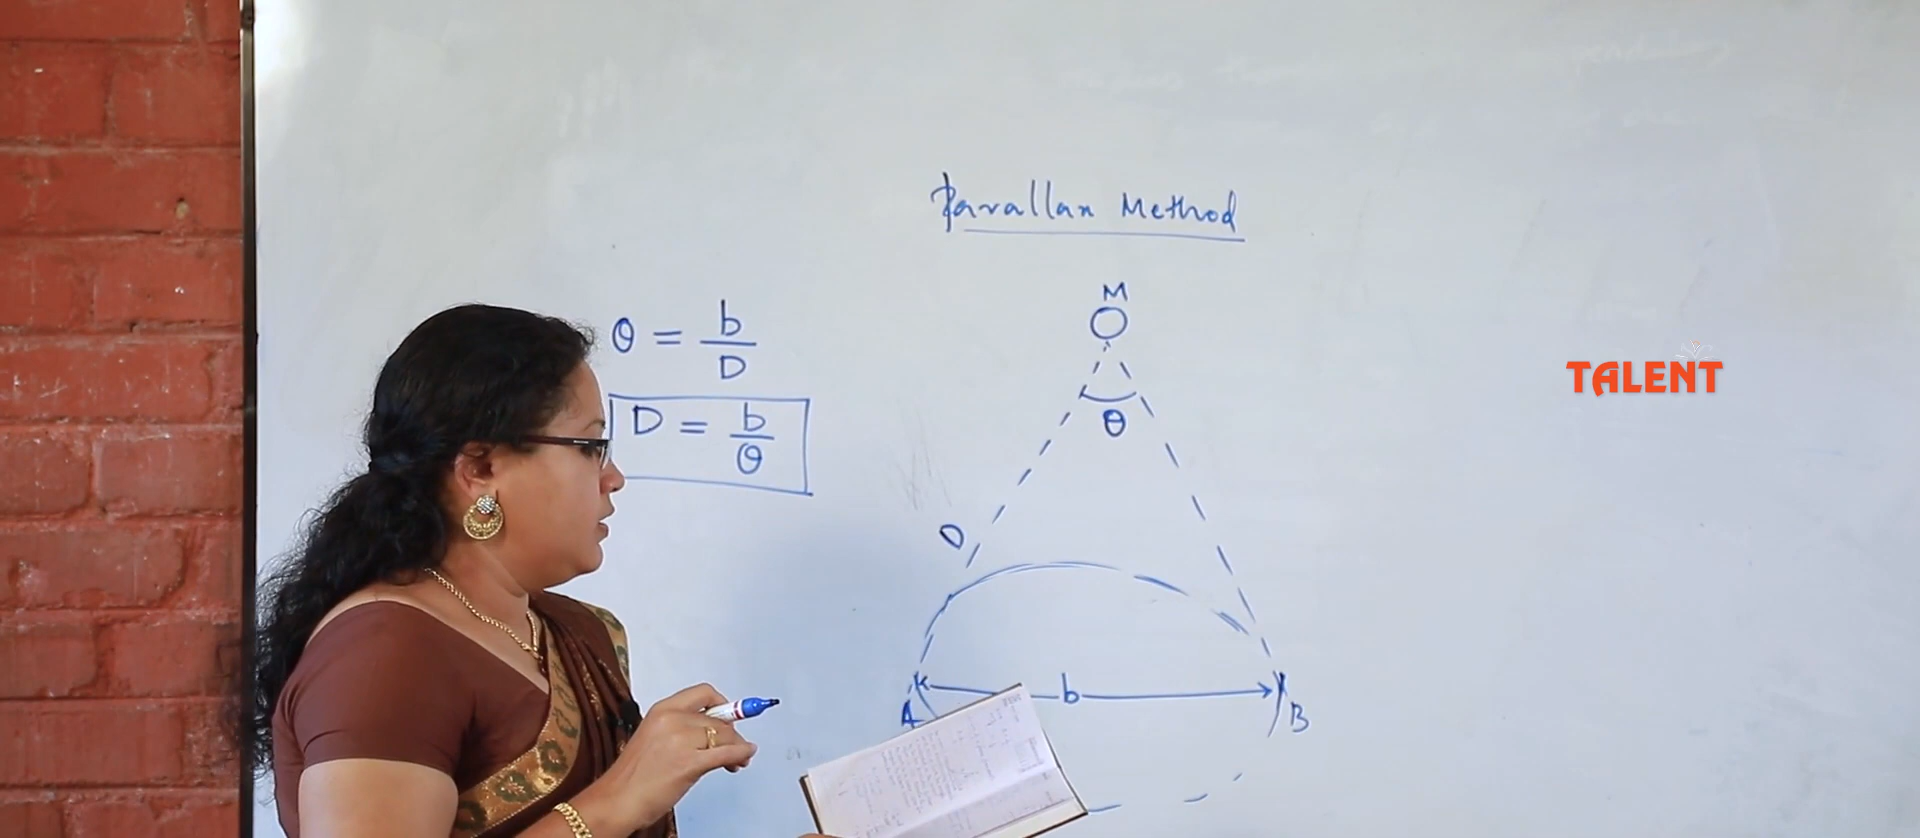 Parallax Method
M
θ = b/D
D = b/θ
θ
TALENT
D
b
A
B